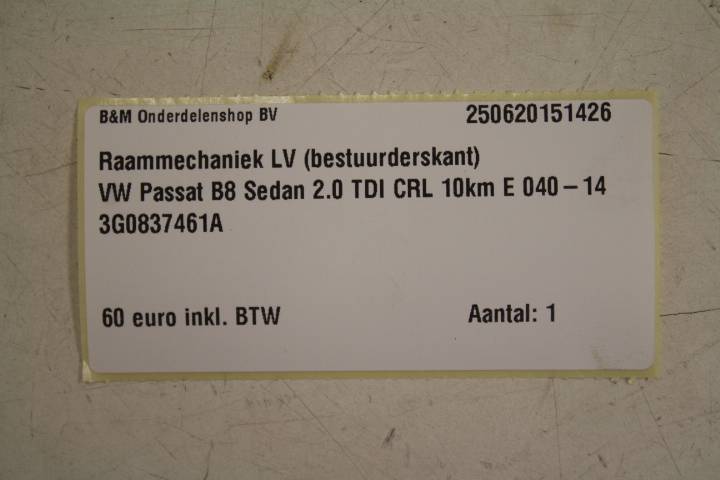 B&M Onderdelenshop BV 250620151426
Raammechaniek LV (bestuurderskant)
VW Passat B8 Sedan 2.0 TDI CRL 10km E 040-14
3G0837461A
60 euro inkl. BTW Aantal: 1